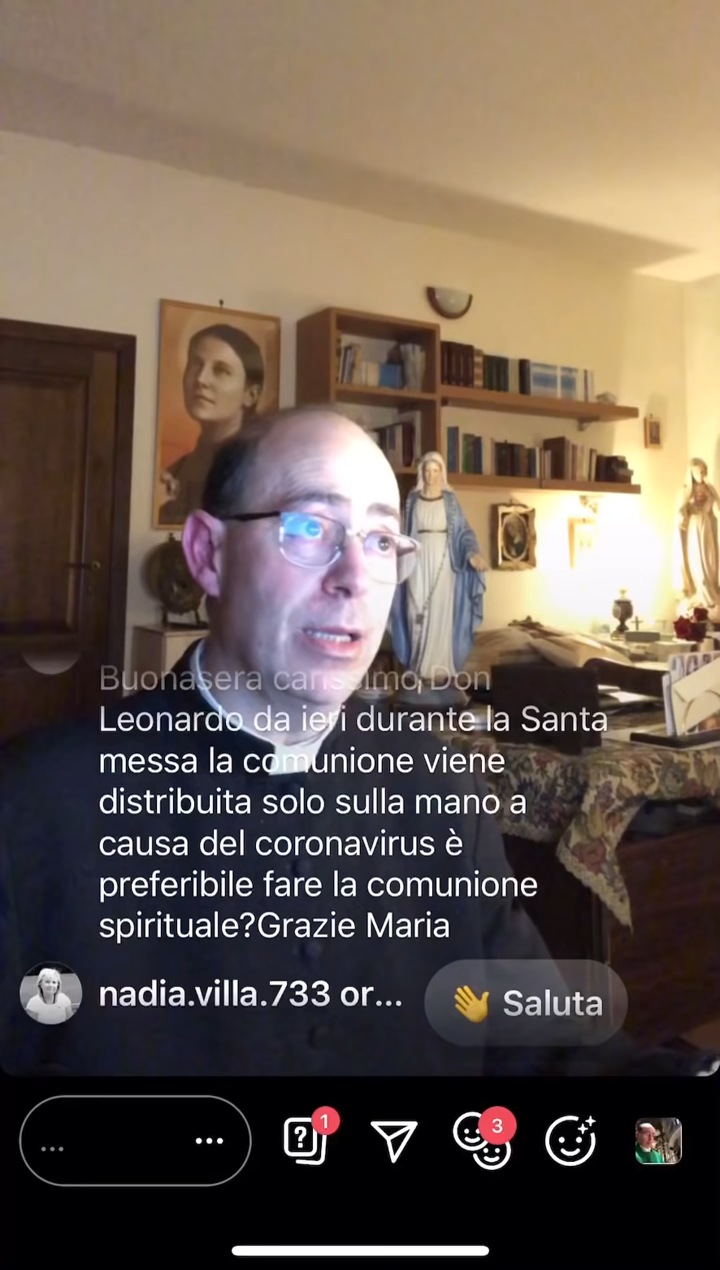 Buonasera carissimo Don
Leonardo da ieri durante la Santa
messa la comunione viene
distribuita solo sulla mano a
causa del coronavirus è
preferibile fare la comunione
spirituale?Grazie Maria
nadia.villa.733 or...
👋 Saluta
...
...
1
3